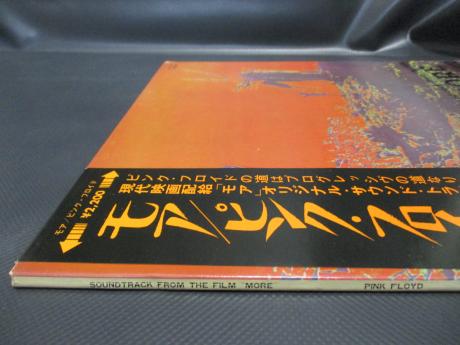 モア/ピンク・フロイド
¥2,200
ピンク・フロイドの道はプログレッシヴの道なり
現代映画配給「モア」オリジナル・サウンド・トラ
モア/ピンク・フロイ
SOUNDTRACK FROM THE FILM "MORE"
PINK FLOYD